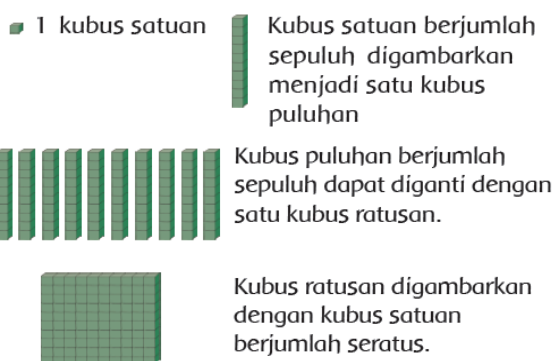 1 kubus satuan
Kubus satuan berjumlah
sepuluh digambarkan
menjadi satu kubus
puluhan
Kubus puluhan berjumlah
sepuluh dapat diganti dengan
satu kubus ratusan.
Kubus ratusan digambarkan
dengan kubus satuan
berjumlah seratus.